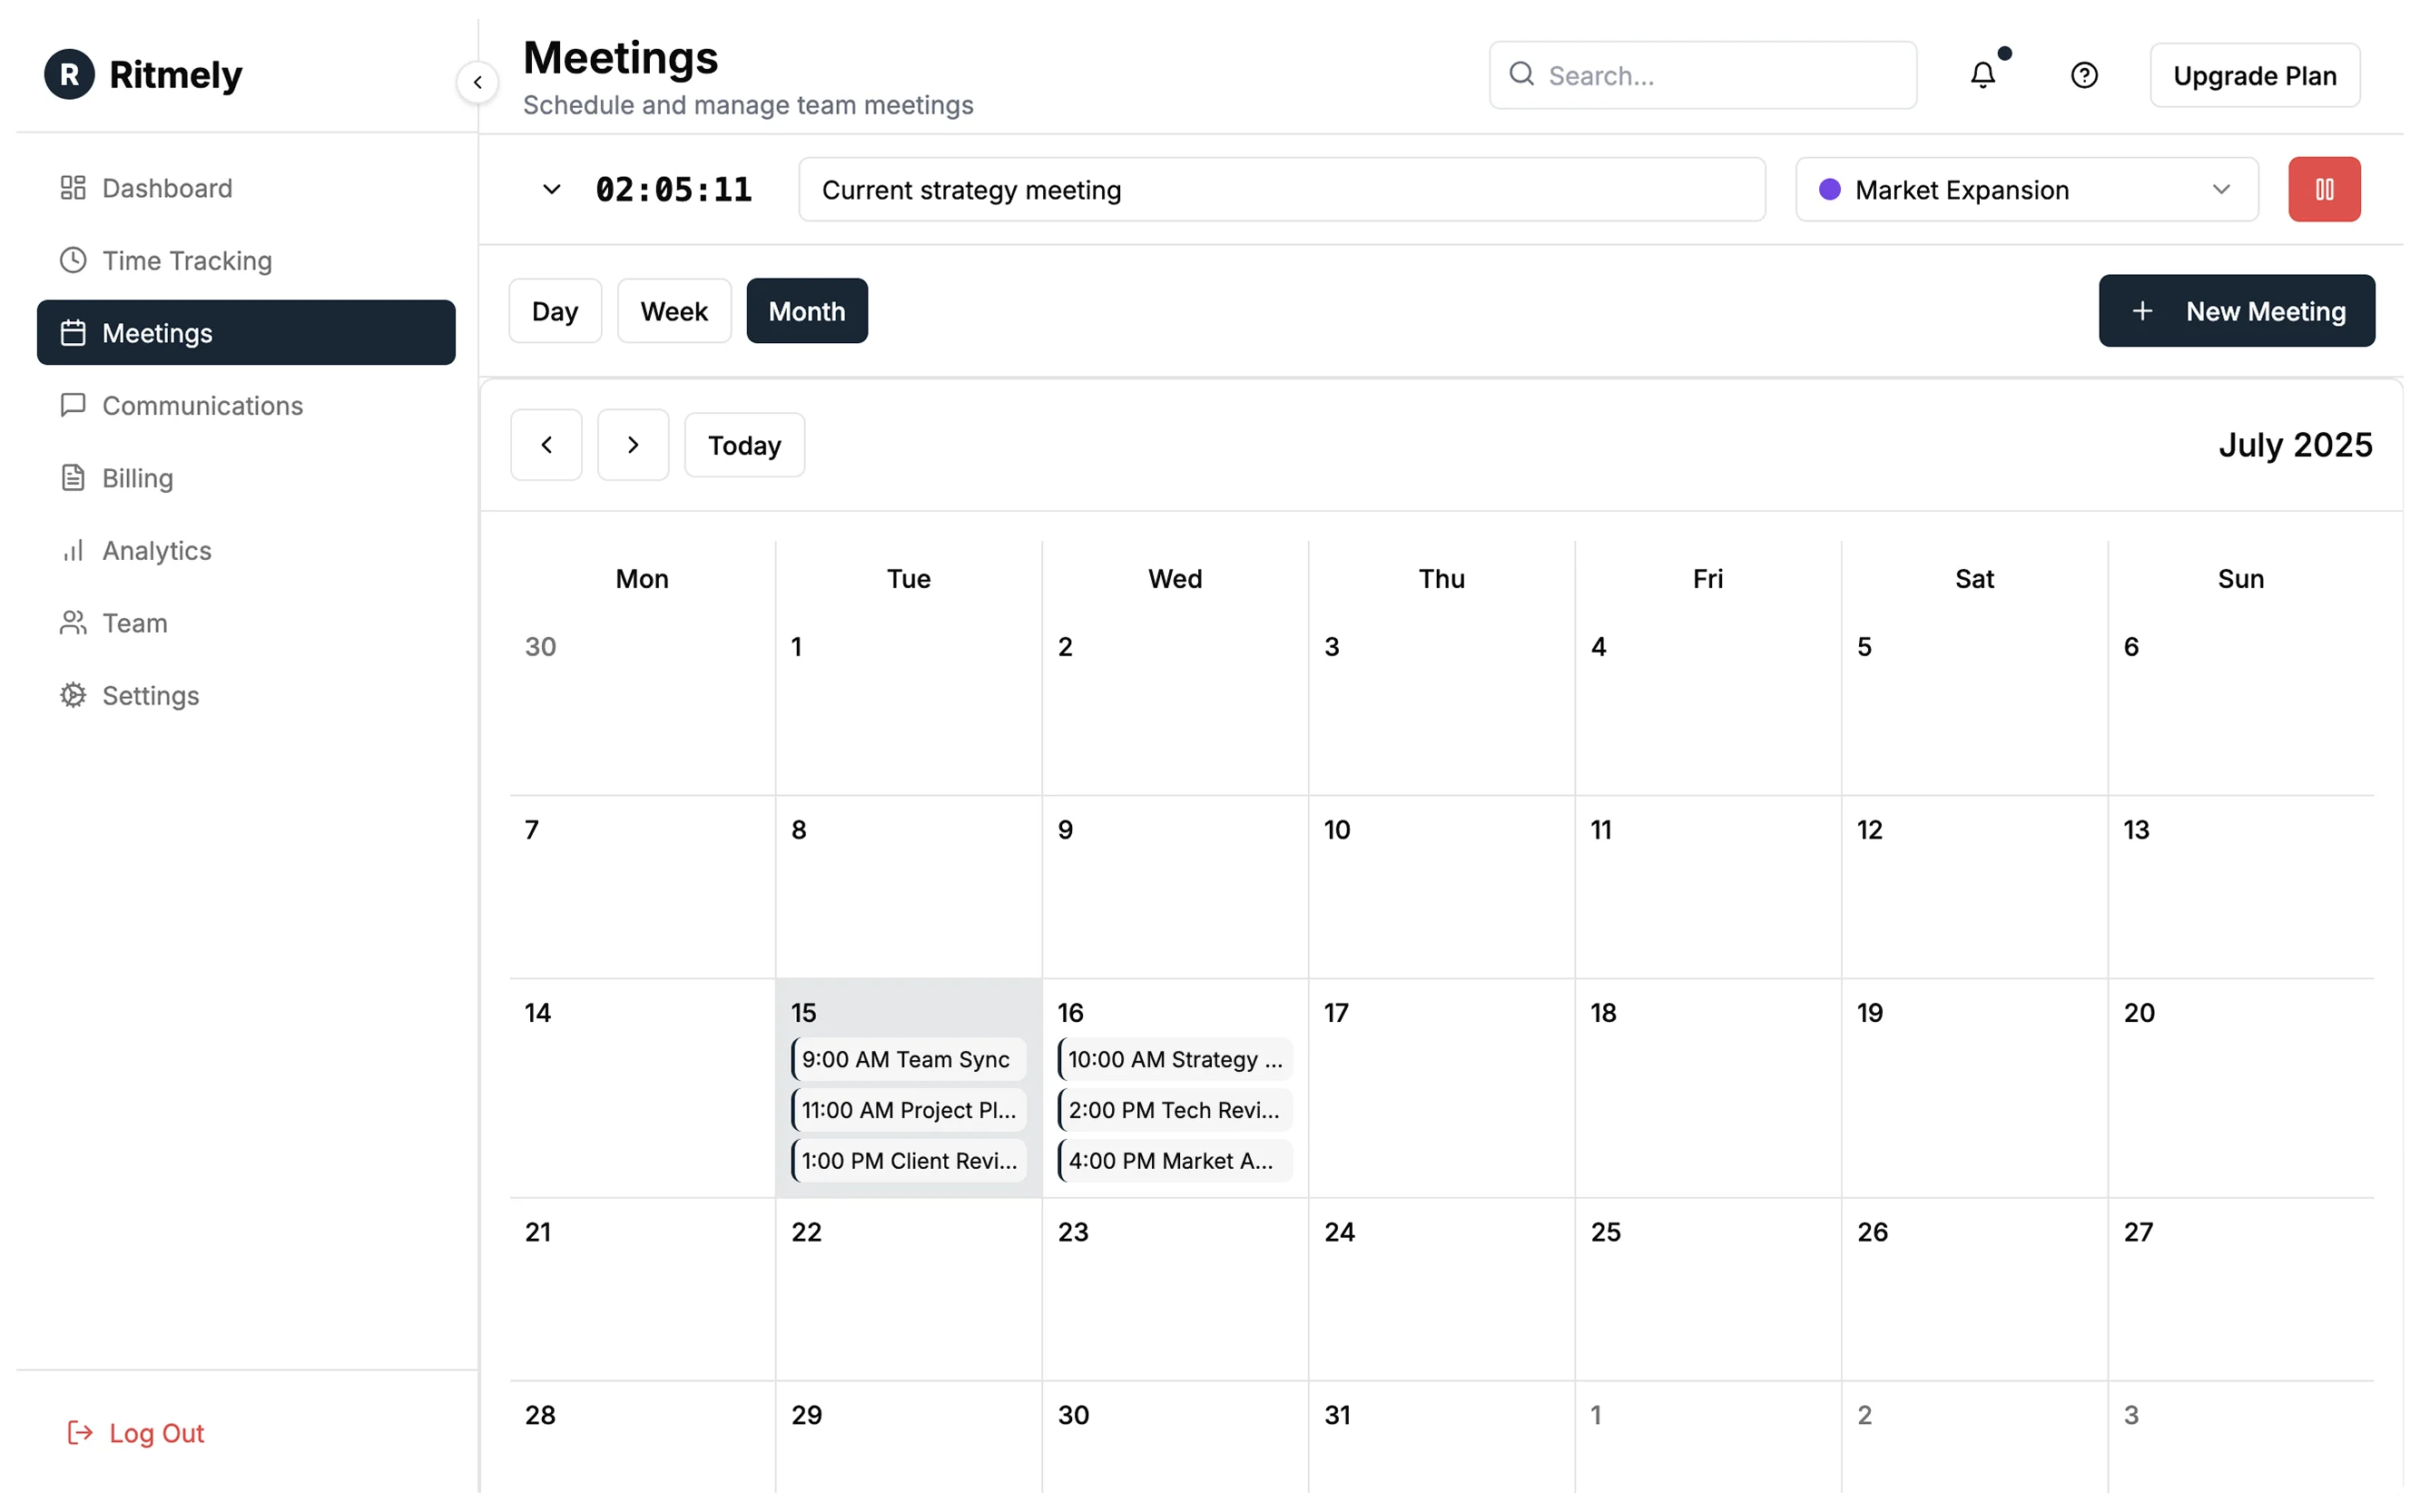 R Ritmely
Dashboard
Time Tracking
Meetings
Communications
Billing
Analytics
Team
Settings
Log Out
Meetings
Schedule and manage team meetings
Search...
Upgrade Plan
02:05:11
Current strategy meeting
Market Expansion
Day
Week
Month
New Meeting
Today
July 2025
Mon Tue Wed Thu Fri Sat Sun
30 1 2 3 4 5 6
7 8 9 10 11 12 13
14 15 16 17 18 19 20
9:00 AM Team Sync
11:00 AM Project Pl...
1:00 PM Client Revi...
10:00 AM Strategy ...
2:00 PM Tech Revi...
4:00 PM Market A...
21 22 23 24 25 26 27
28 29 30 31 1 2 3